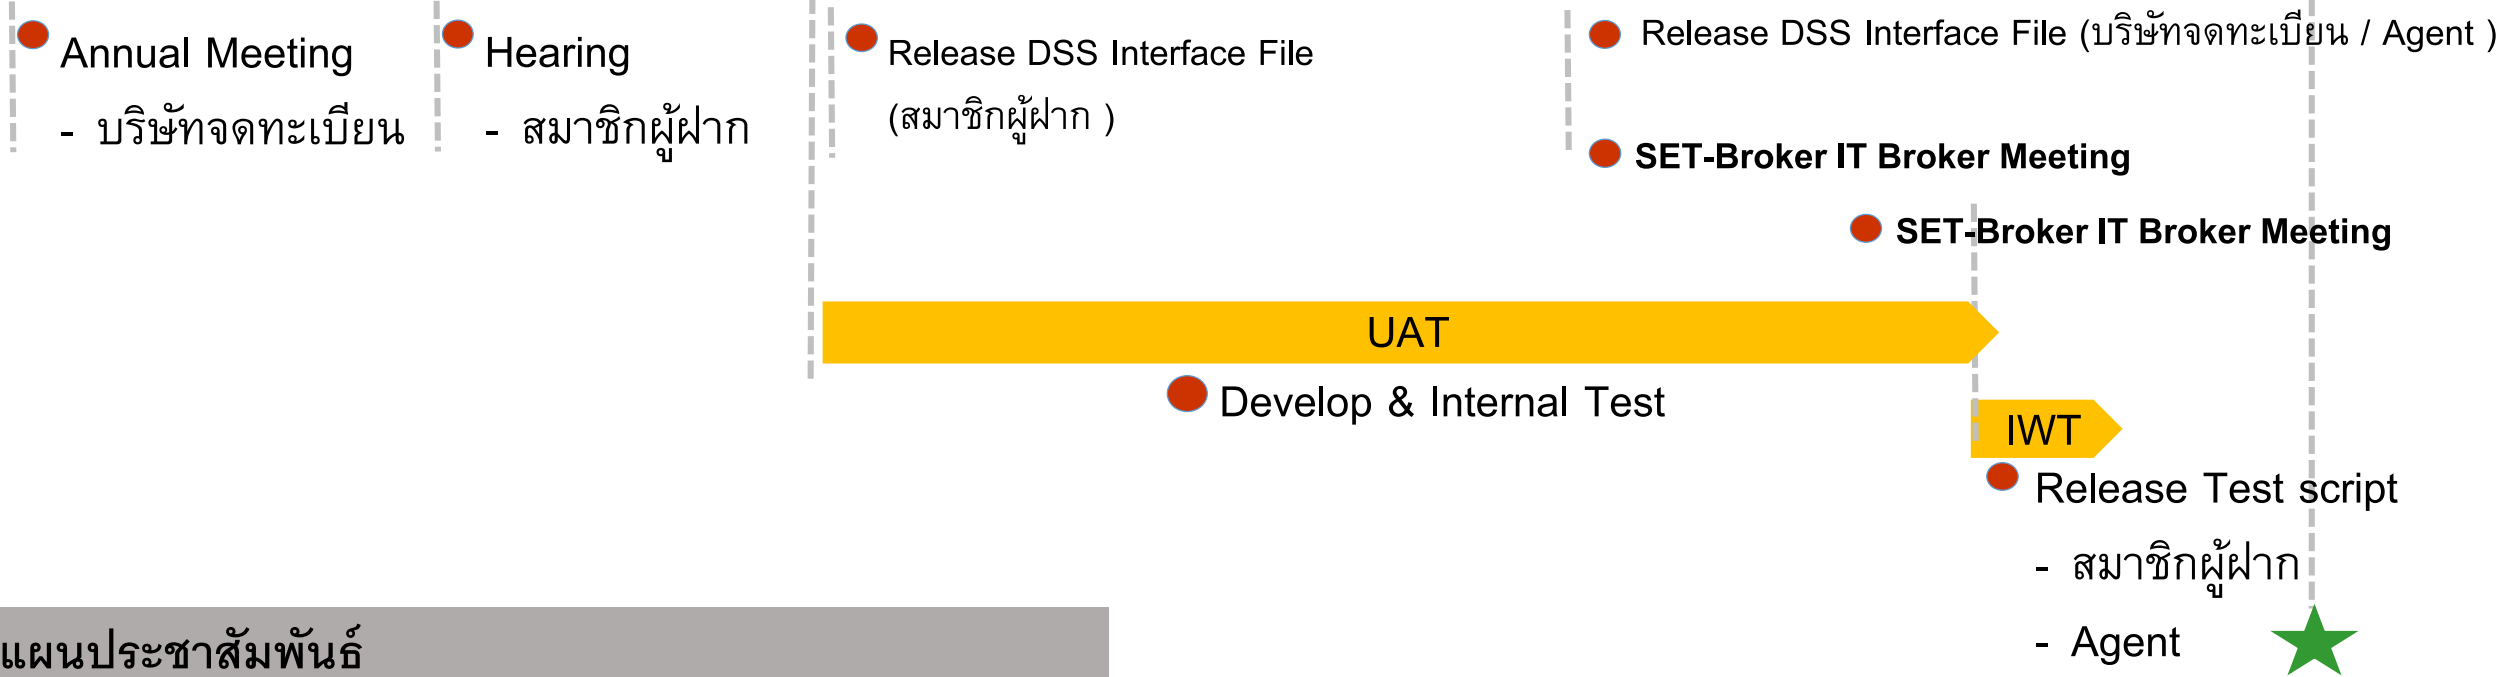 Annual Meeting
- บริษัทจดทะเบียน
Hearing
- สมาชิกผู้ฝาก
Release DSS Interface File
(สมาชิกผู้ฝาก )
Release DSS Interface File (บริษัทจดทะเบียน / Agent )
SET-Broker IT Broker Meeting
SET-Broker IT Broker Meeting
UAT
Develop & Internal Test
IWT
Release Test script
- สมาชิกผู้ฝาก
- Agent
แผนประชาสัมพันธ์